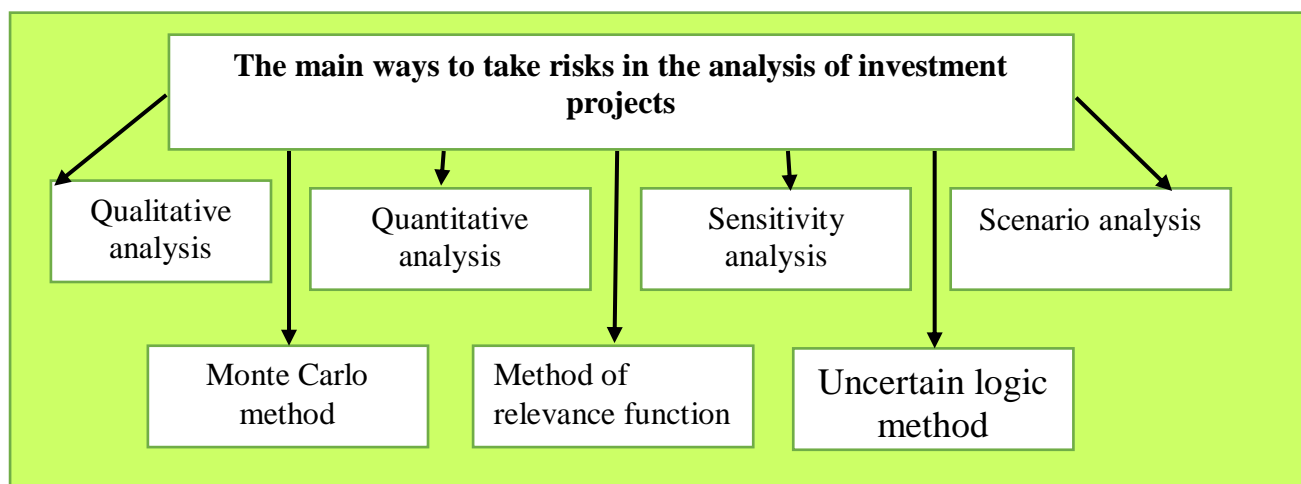 The main ways to take risks in the analysis of investment
projects
Qualitative
analysis
Quantitative
analysis
Sensitivity
analysis
Scenario analysis
Monte Carlo
method
Method of
relevance function
Uncertain logic
method